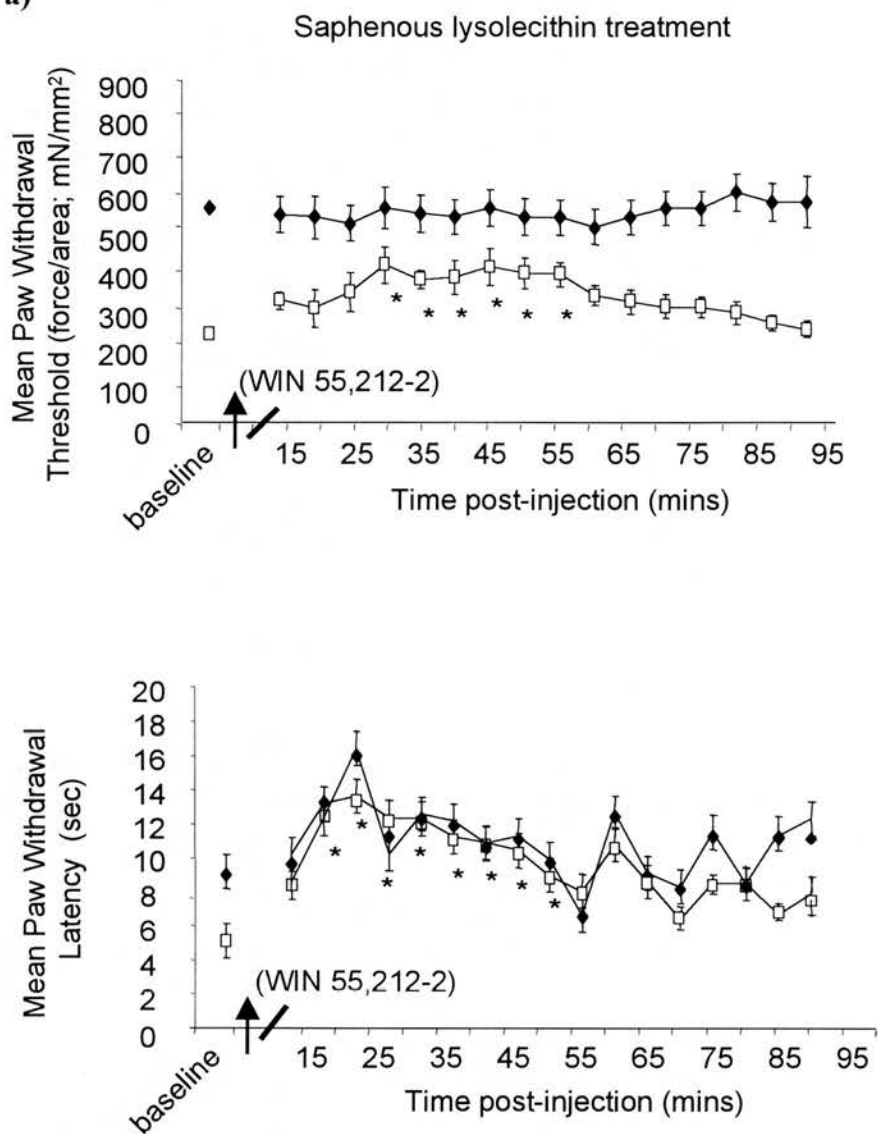 a)
Saphenous lysolecithin treatment
Mean Paw Withdrawal
Threshold (force/area; mN/mm²)
900
800
700
600
500
400
300
200
100
0
(WIN 55,212-2)
* * * * * *
baseline
15 25 35 45 55 65 75 85 95
Time post-injection (mins)
Mean Paw Withdrawal
Latency (sec)
20
18
16
14
12
10
8
6
4
2
0
(WIN 55,212-2)
* * * * * * * *
baseline
15 25 35 45 55 65 75 85 95
Time post-injection (mins)